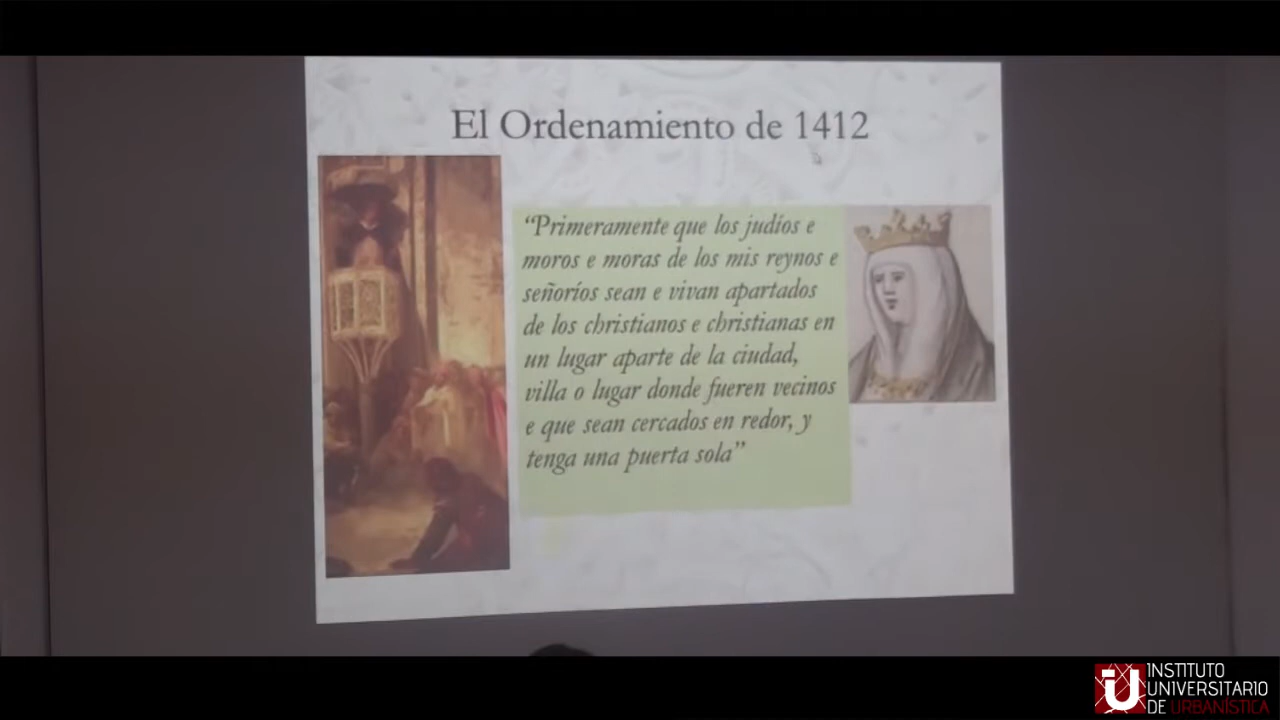 El Ordenamiento de 1412
“Primeramente que los judíos e
moros e moras de los mis reynos e
señoríos sean e vivan apartados
de los christianos e christianas en
un lugar aparte de la ciudad,
villa o lugar donde fueren vecinos
e que sean cercados en redor, y
tenga una puerta sola”
INSTITUTO
UNIVERSITARIO
DE URBANÍSTICA